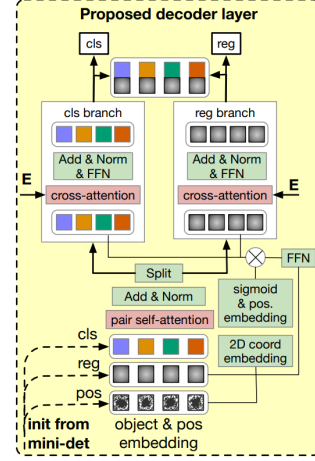 Proposed decoder layer
cls
reg
cls branch
reg branch
Add & Norm
& FFN
Add & Norm
& FFN
E
cross-attention
cross-attention
E
Split
FFN
Add & Norm
sigmoid
& pos.
embedding
pair self-attention
cls
2D coord
embedding
reg
pos
init from
mini-det
object & pos
embedding